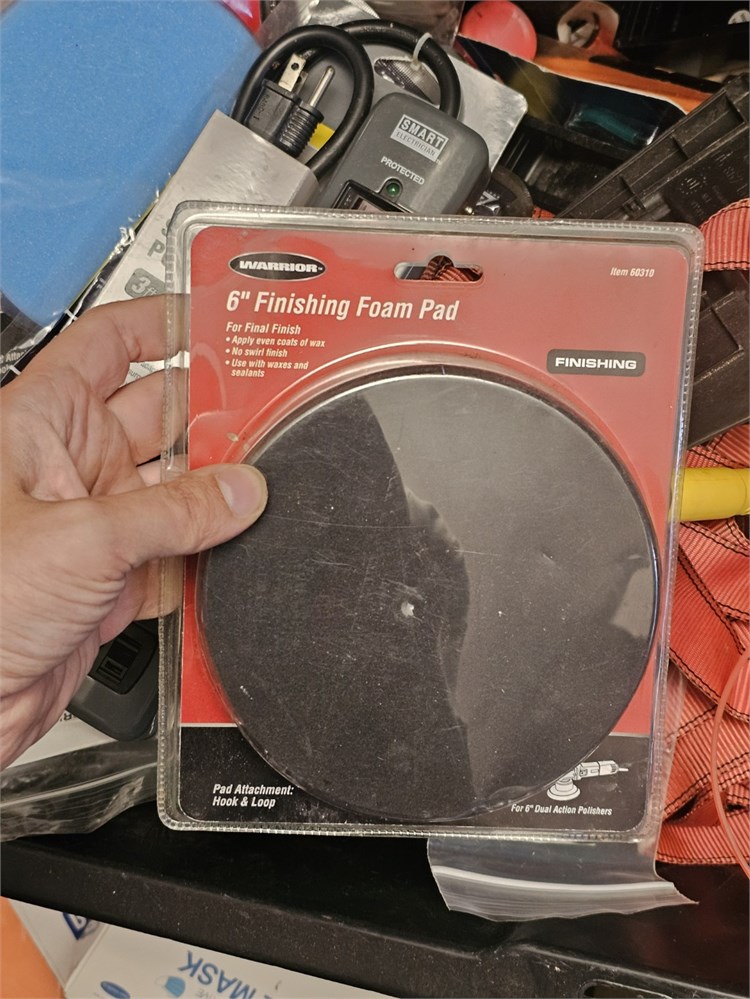 SMART
ELECTRICIAN
PROTECTED
WARRIOR™
Item 60310
6" Finishing Foam Pad
For Final Finish
• Apply even coats of wax
• No swirl finish
• Use with waxes and
sealants
FINISHING
Pad Attachment:
Hook & Loop
For 6" Dual Action Polishers
MASK